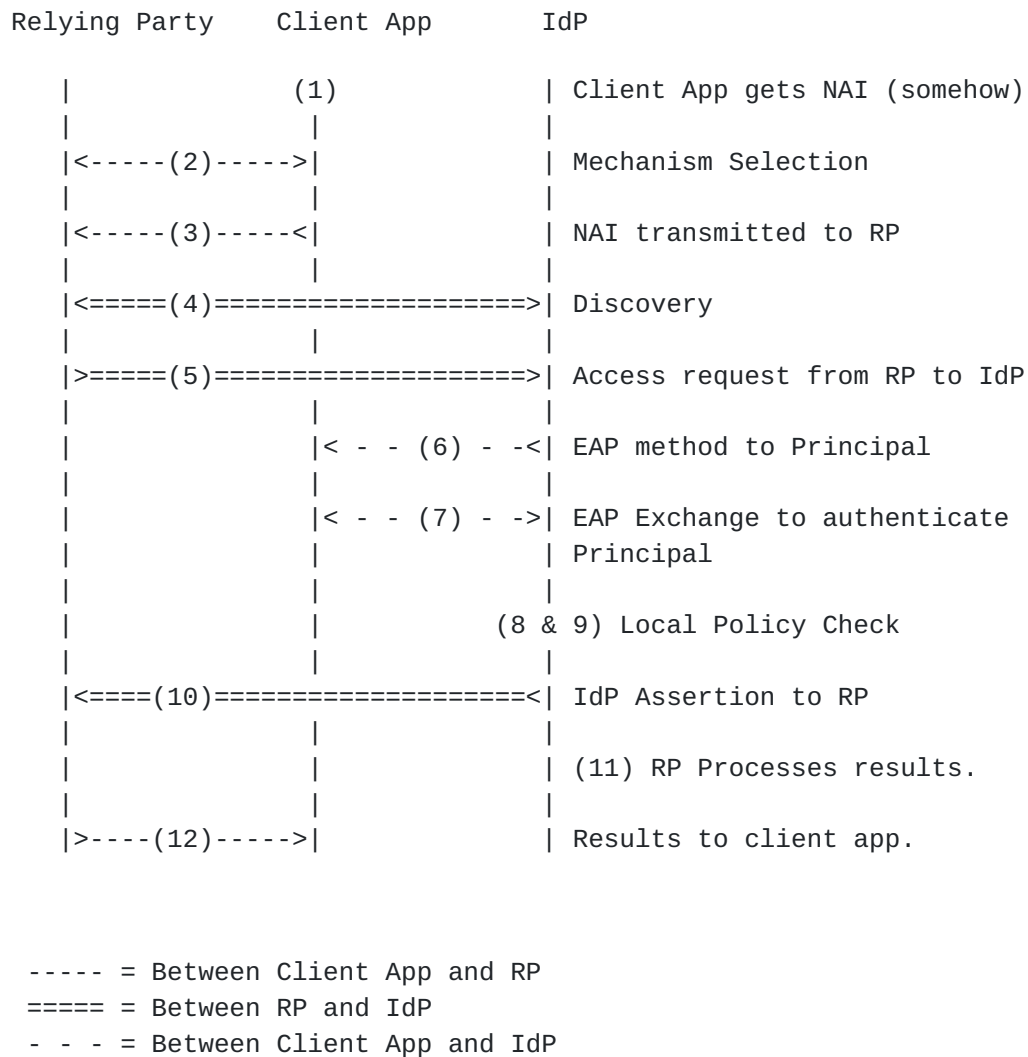 Relying Party    Client App       IdP

   |              (1)             | Client App gets NAI (somehow)
   |               |              |
   |<-----(2)----->|              | Mechanism Selection
   |               |              |
   |<-----(3)-----<|              | NAI transmitted to RP
   |               |              |
   |<=====(4)====================>| Discovery
   |               |              |
   |>=====(5)====================>| Access request from RP to IdP
   |               |              |
   |               |< - - (6) - -<| EAP method to Principal
   |               |              |
   |               |< - - (7) - ->| EAP Exchange to authenticate
   |               |              | Principal
   |               |              |
   |               |           (8 & 9) Local Policy Check
   |               |              |
   |<====(10)====================<| IdP Assertion to RP
   |               |              |
   |               |              | (11) RP Processes results.
   |               |              |
   |>----(12)----->|              | Results to client app.

 ----- = Between Client App and RP
 ===== = Between RP and IdP
 - - - = Between Client App and IdP